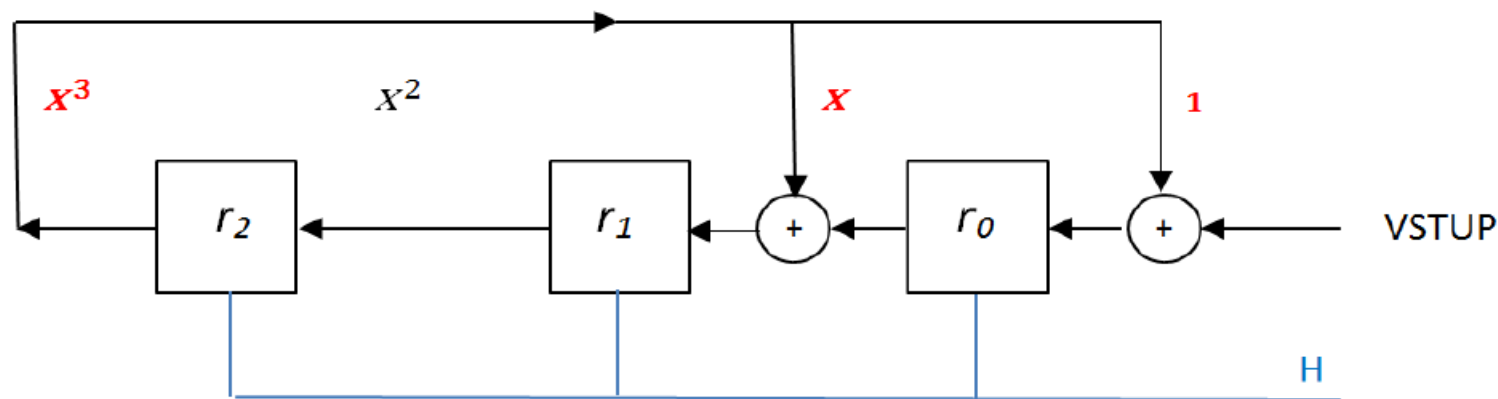 x³ x² x 1
r₂ r₁ + r₀ + VSTUP
H